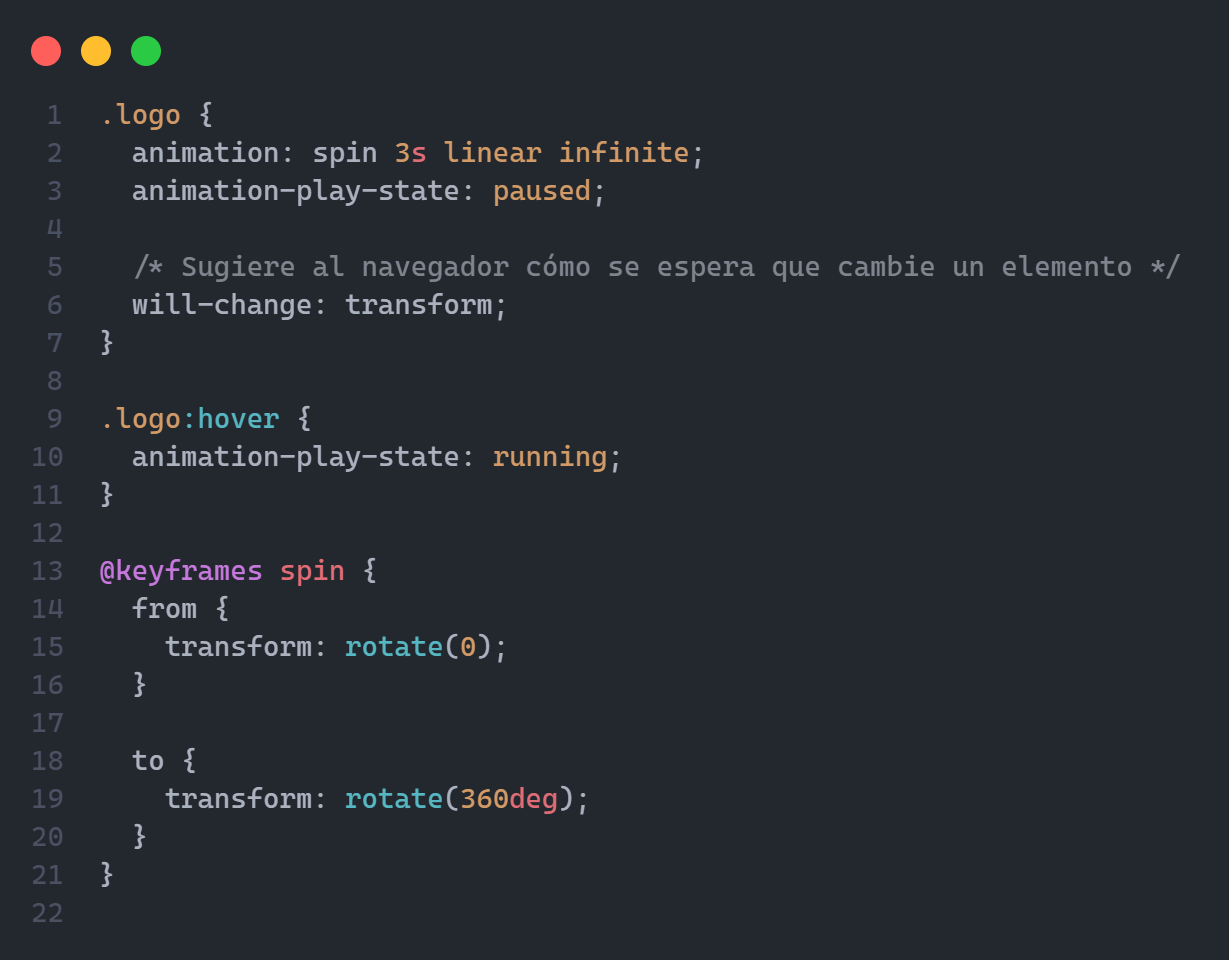 1 .logo {
2   animation: spin 3s linear infinite;
3   animation-play-state: paused;
4
5   /* Sugiere al navegador cómo se espera que cambie un elemento */
6   will-change: transform;
7 }
8
9 .logo:hover {
10   animation-play-state: running;
11 }
12
13 @keyframes spin {
14   from {
15     transform: rotate(0);
16   }
17
18   to {
19     transform: rotate(360deg);
20   }
21 }
22